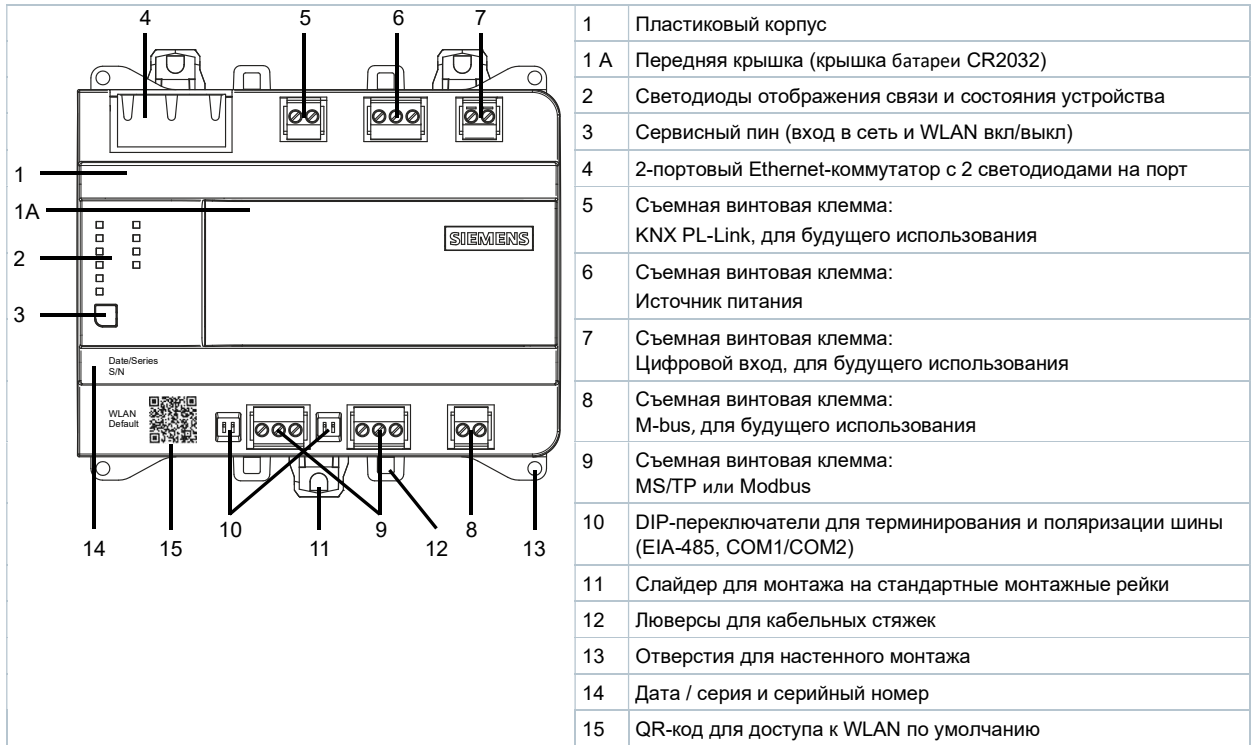 4 5 6 7
1
1A
2
3
SIEMENS
Date/Series
S/N
WLAN
Default
14 15 10 11 9 12 8 13
1 Пластиковый корпус
1 A Передняя крышка (крышка батареи CR2032)
2 Светодиоды отображения связи и состояния устройства
3 Сервисный пин (вход в сеть и WLAN вкл/выкл)
4 2-портовый Ethernet-коммутатор с 2 светодиодами на порт
5 Съемная винтовая клемма:
KNX PL-Link, для будущего использования
6 Съемная винтовая клемма:
Источник питания
7 Съемная винтовая клемма:
Цифровой вход, для будущего использования
8 Съемная винтовая клемма:
M-bus, для будущего использования
9 Съемная винтовая клемма:
MS/TP или Modbus
10 DIP-переключатели для терминирования и поляризации шины
(EIA-485, COM1/COM2)
11 Слайдер для монтажа на стандартные монтажные рейки
12 Люверсы для кабельных стяжек
13 Отверстия для настенного монтажа
14 Дата / серия и серийный номер
15 QR-код для доступа к WLAN по умолчанию